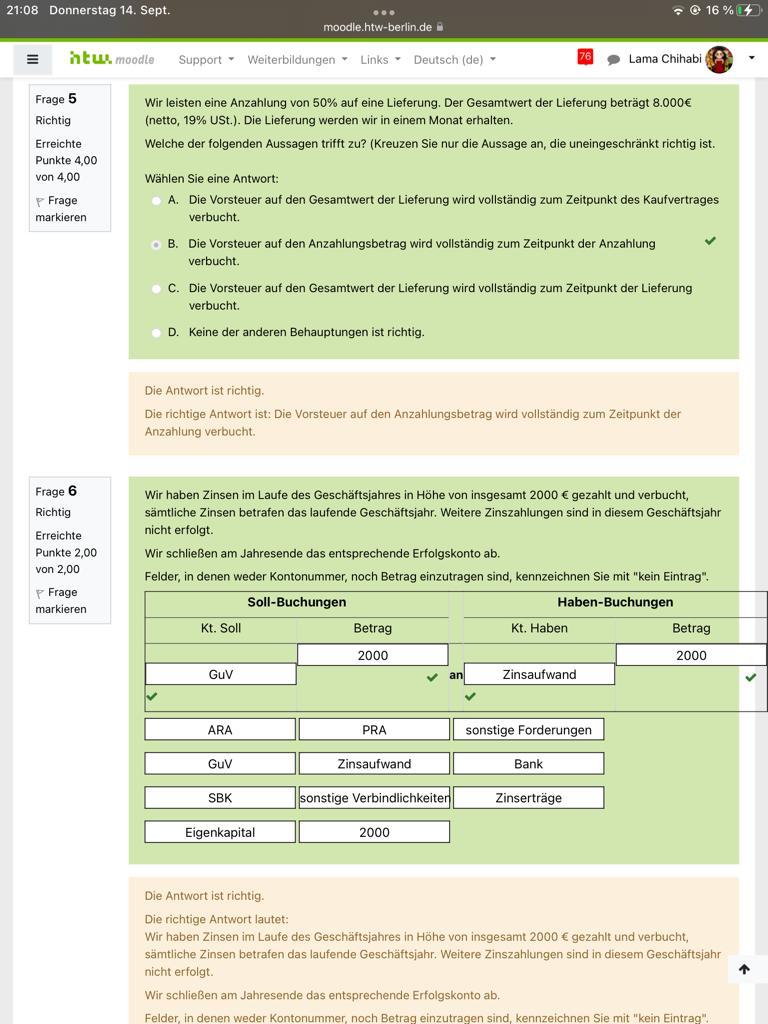 21:08 Donnerstag 14. Sept.
16 %
moodle.htw-berlin.de
htw. moodle
Support
Weiterbildungen
Links
Deutsch (de)
76
Lama Chihabi
Frage 5
Richtig
Erreichte
Punkte 4,00
von 4,00
Frage
markieren
Wir leisten eine Anzahlung von 50% auf eine Lieferung. Der Gesamtwert der Lieferung beträgt 8.000€
(netto, 19% USt.). Die Lieferung werden wir in einem Monat erhalten.
Welche der folgenden Aussagen trifft zu? (Kreuzen Sie nur die Aussage an, die uneingeschränkt richtig ist.
Wählen Sie eine Antwort:
A. Die Vorsteuer auf den Gesamtwert der Lieferung wird vollständig zum Zeitpunkt des Kaufvertrages
verbucht.
B. Die Vorsteuer auf den Anzahlungsbetrag wird vollständig zum Zeitpunkt der Anzahlung
verbucht.
C. Die Vorsteuer auf den Gesamtwert der Lieferung wird vollständig zum Zeitpunkt der Lieferung
verbucht.
D. Keine der anderen Behauptungen ist richtig.
Die Antwort ist richtig.
Die richtige Antwort ist: Die Vorsteuer auf den Anzahlungsbetrag wird vollständig zum Zeitpunkt der
Anzahlung verbucht.
Frage 6
Richtig
Erreichte
Punkte 2,00
von 2,00
Frage
markieren
Wir haben Zinsen im Laufe des Geschäftsjahres in Höhe von insgesamt 2000 € gezahlt und verbucht,
sämtliche Zinsen betrafen das laufende Geschäftsjahr. Weitere Zinszahlungen sind in diesem Geschäftsjahr
nicht erfolgt.
Wir schließen am Jahresende das entsprechende Erfolgskonto ab.
Felder, in denen weder Kontonummer, noch Betrag einzutragen sind, kennzeichnen Sie mit "kein Eintrag".
Soll-Buchungen Haben-Buchungen
Kt. Soll Betrag Kt. Haben Betrag
2000 2000
GuV an Zinsaufwand
ARA PRA sonstige Forderungen
GuV Zinsaufwand Bank
SBK sonstige Verbindlichkeiten Zinserträge
Eigenkapital 2000
Die Antwort ist richtig.
Die richtige Antwort lautet:
Wir haben Zinsen im Laufe des Geschäftsjahres in Höhe von insgesamt 2000 € gezahlt und verbucht,
sämtliche Zinsen betrafen das laufende Geschäftsjahr. Weitere Zinszahlungen sind in diesem Geschäftsjahr
nicht erfolgt.
Wir schließen am Jahresende das entsprechende Erfolgskonto ab.
Felder, in denen weder Kontonummer, noch Betrag einzutragen sind, kennzeichnen Sie mit "kein Eintrag".